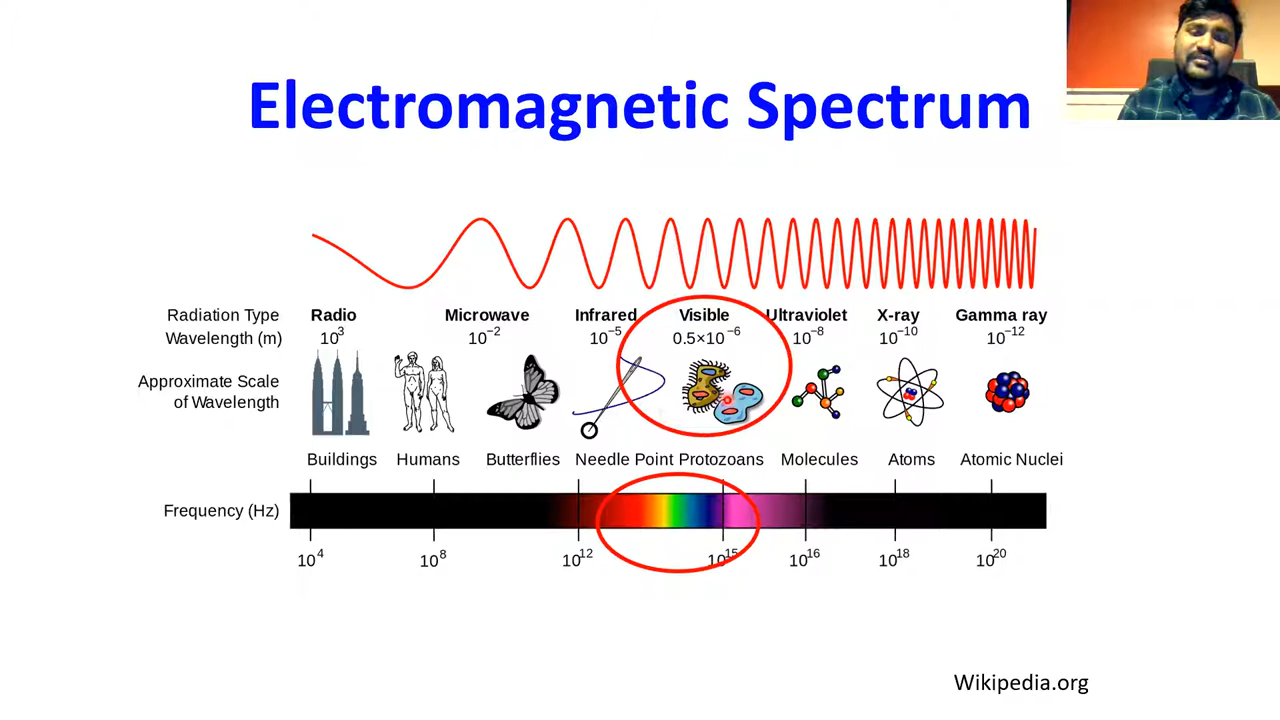 Electromagnetic Spectrum
Radiation Type Radio Microwave Infrared Visible Ultraviolet X-ray Gamma ray
Wavelength (m) 10³ 10⁻² 10⁻⁵ 0.5×10⁻⁶ 10⁻⁸ 10⁻¹⁰ 10⁻¹²
Approximate Scale
of Wavelength
Buildings Humans Butterflies Needle Point Protozoans Molecules Atoms Atomic Nuclei
Frequency (Hz)
10⁴ 10⁸ 10¹² 10¹⁵ 10¹⁶ 10¹⁸ 10²⁰
Wikipedia.org